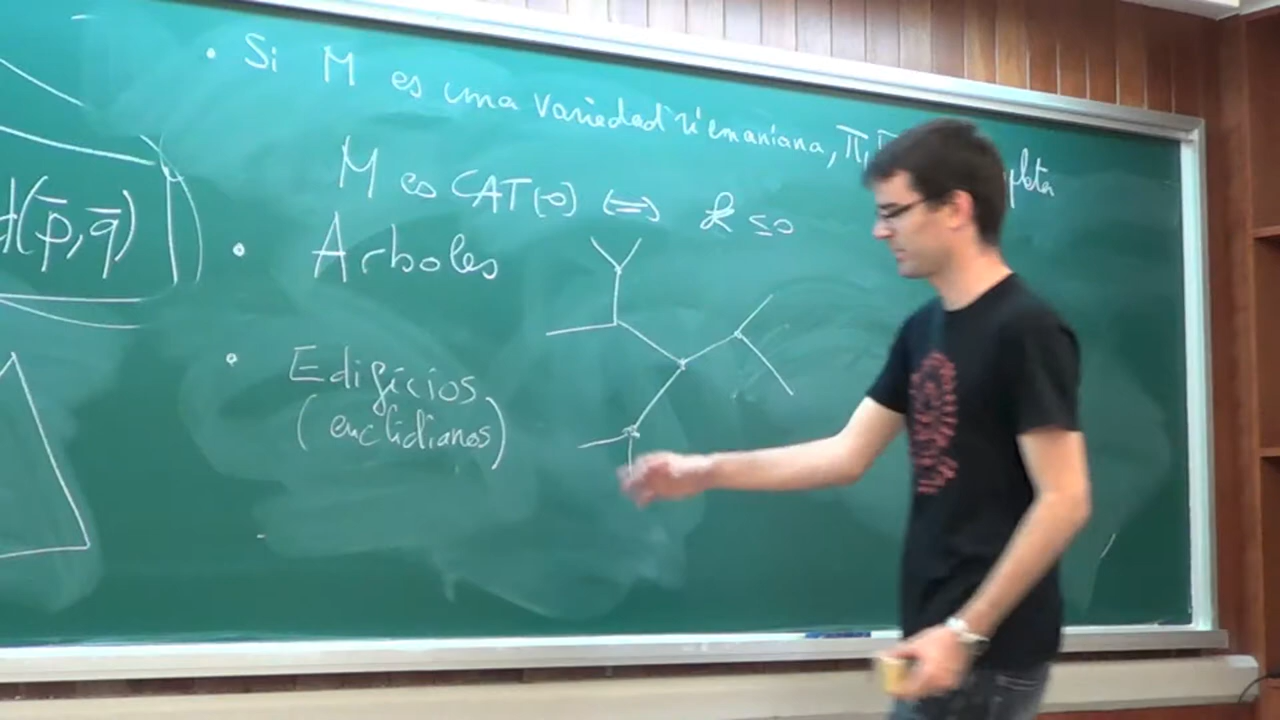 • Si M es una variedad riemaniana, π₁
M es CAT(0) ⇔ K ≤ 0
d(p̄,q̄)
• Arboles
• Edificios
(euclidianos)